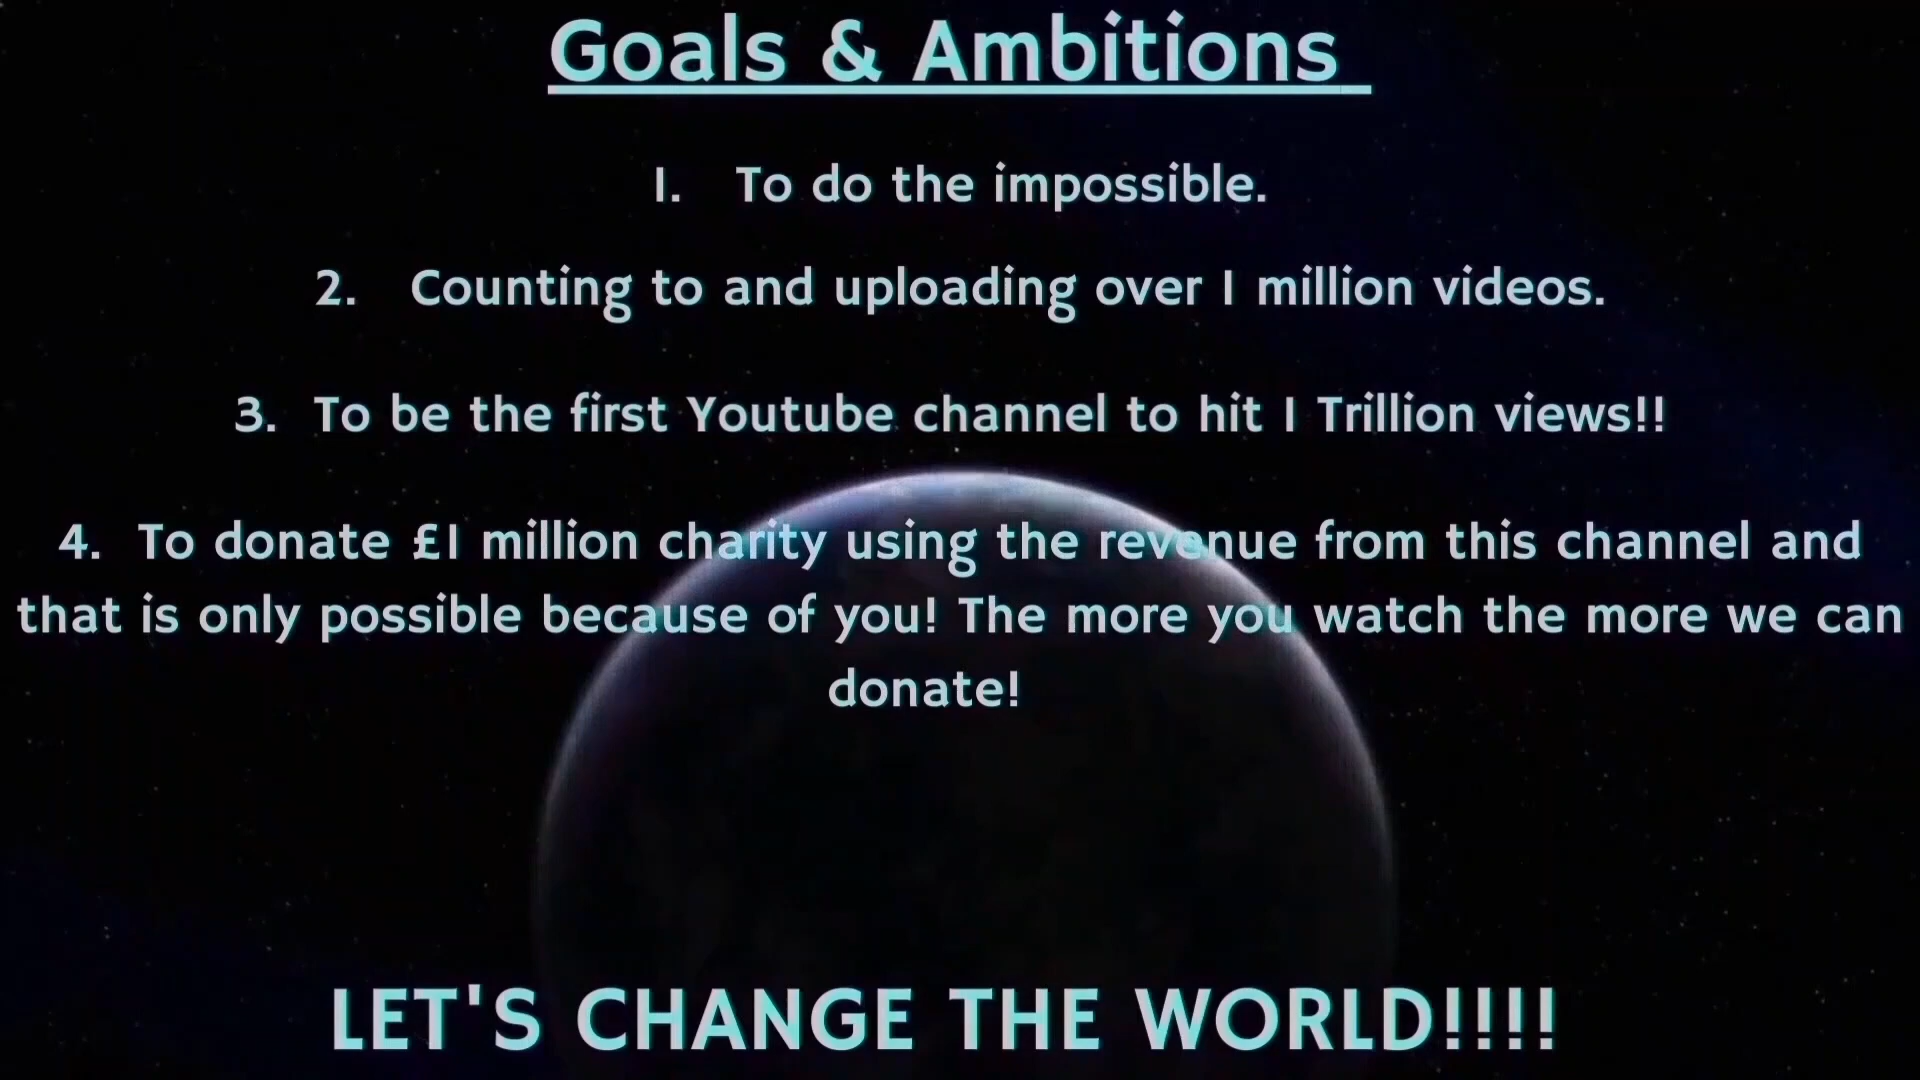 Goals & Ambitions
1. To do the impossible.
2. Counting to and uploading over 1 million videos.
3. To be the first Youtube channel to hit 1 Trillion views!!
4. To donate £1 million charity using the revenue from this channel and
that is only possible because of you! The more you watch the more we can
donate!
LET'S CHANGE THE WORLD!!!!